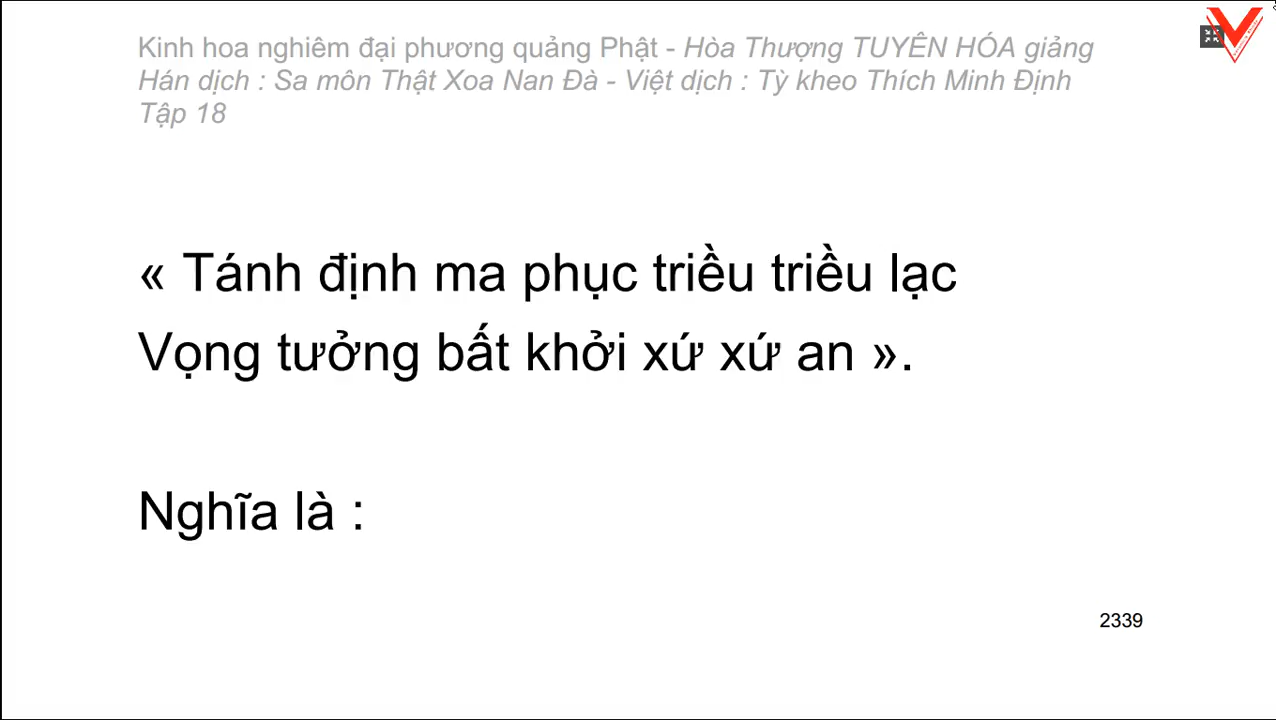 Kinh hoa nghiêm đại phương quảng Phật - Hòa Thượng TUYÊN HÓA giảng
Hán dịch : Sa môn Thật Xoa Nan Đà - Việt dịch : Tỳ kheo Thích Minh Định
Tập 18
« Tánh định ma phục triều triều lạc
Vọng tưởng bất khởi xứ xứ an ».
Nghĩa là :
2339